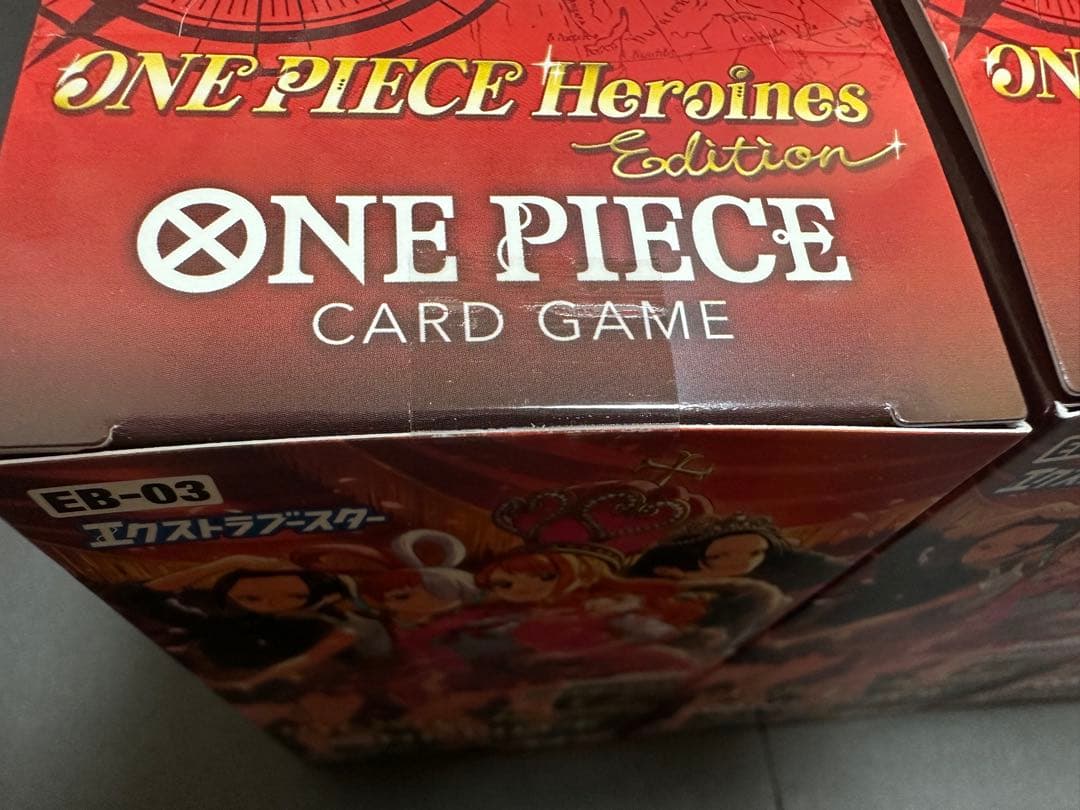 ONE PIECE Heroines
Edition
ONE PIECE
CARD GAME
EB-03
エクストラブースター
ON